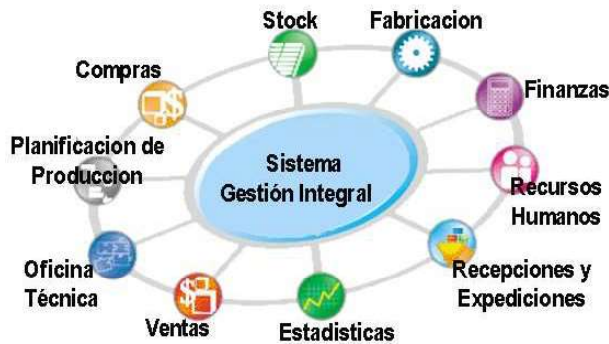 Stock
Fabricacion
Compras
Finanzas
Planificacion de
Produccion
Sistema
Gestión Integral
Recursos
Humanos
Oficina
Técnica
Recepciones y
Expediciones
Ventas
Estadisticas